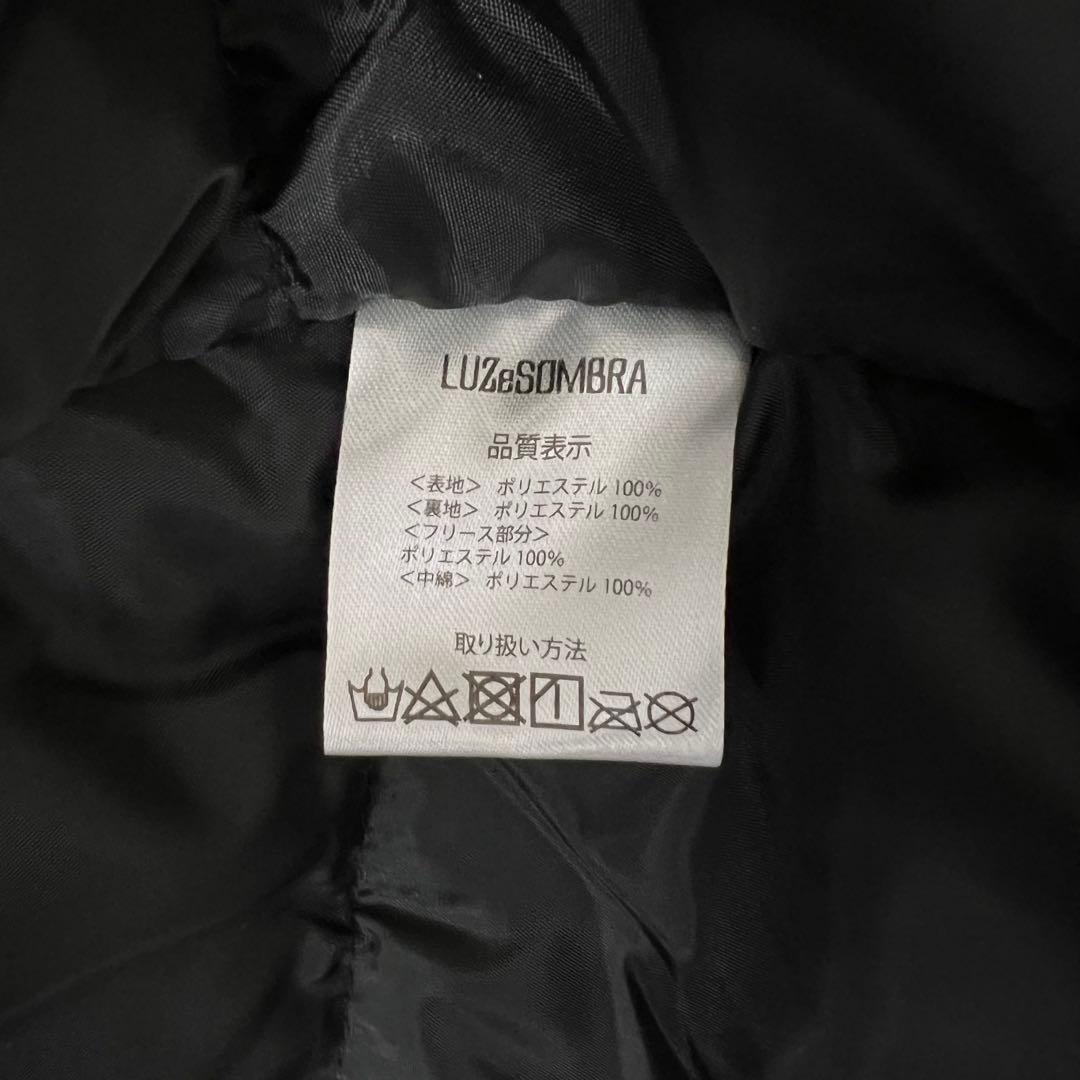 LUZeSOMBRA
品質表示
＜表地＞ ポリエステル 100%
＜裏地＞ ポリエステル 100%
＜フリース部分＞
ポリエステル 100%
＜中綿＞ ポリエステル 100%
取り扱い方法